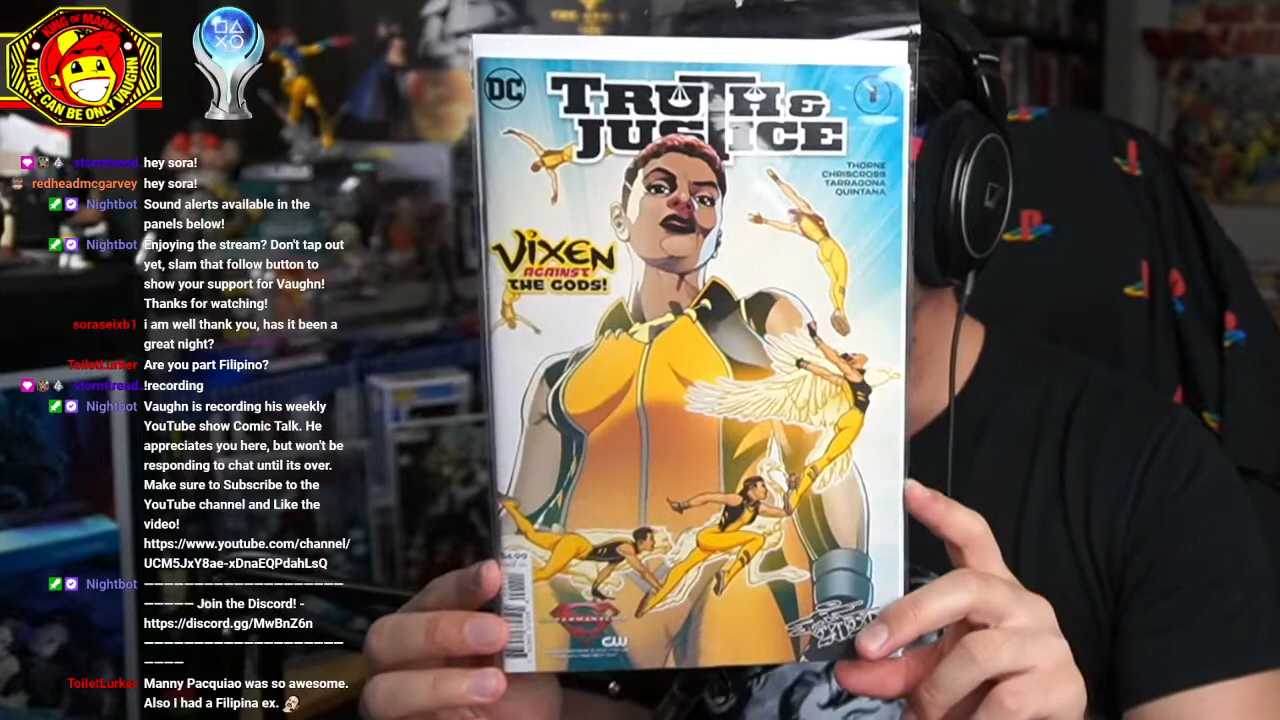 KING OF MARKS
THERE CAN BE ONLY VAUGHN
hey sora!
redheadmcgarvey hey sora!
Nightbot Sound alerts available in the
panels below!
Nightbot Enjoying the stream? Don't tap out
yet, slam that follow button to
show your support for Vaughn!
Thanks for watching!
soraseixb1 i am well thank you, has it been a
great night?
ToiletLurker Are you part Filipino?
!recording
Nightbot Vaughn is recording his weekly
YouTube show Comic Talk. He
appreciates you here, but won't be
responding to chat until its over.
Make sure to Subscribe to the
YouTube channel and Like the
video!
https://www.youtube.com/channel/
UCM5JxY8ae-xDnaEQPdahLsQ
Nightbot ————————————————————
————— Join the Discord! -
https://discord.gg/MwBnZ6n
————————————————————
————
ToiletLurker Manny Pacquiao was so awesome.
Also I had a Filipina ex.
DC
TRUTH &
JUSTICE
1
THORNE
CHRISCROSS
TARRAGONA
QUINTANA
VIXEN
AGAINST
THE GODS!
$4.99
CW